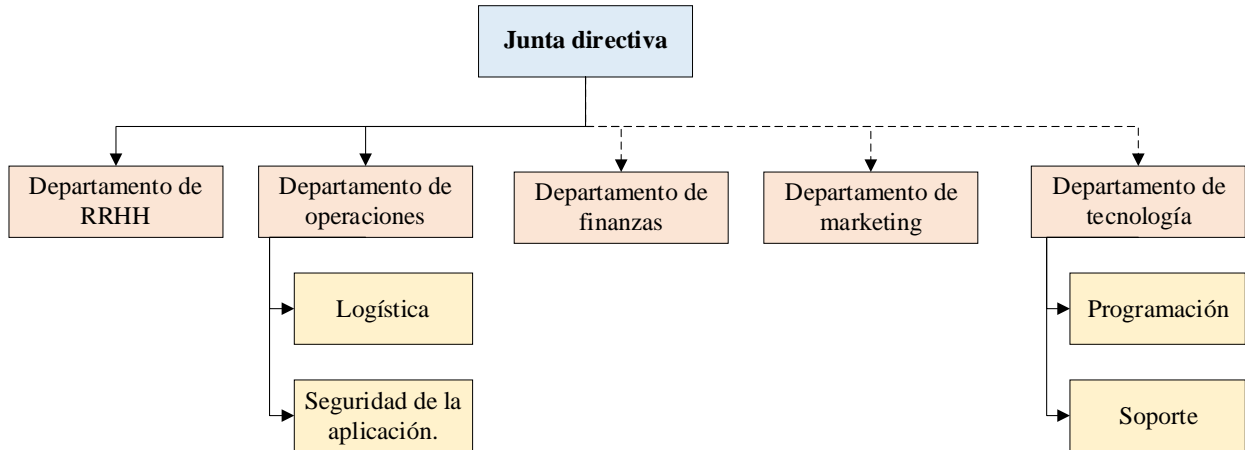 Junta directiva
Departamento de
RRHH
Departamento de
operaciones
Departamento de
finanzas
Departamento de
marketing
Departamento de
tecnología
Logística
Programación
Seguridad de la
aplicación.
Soporte